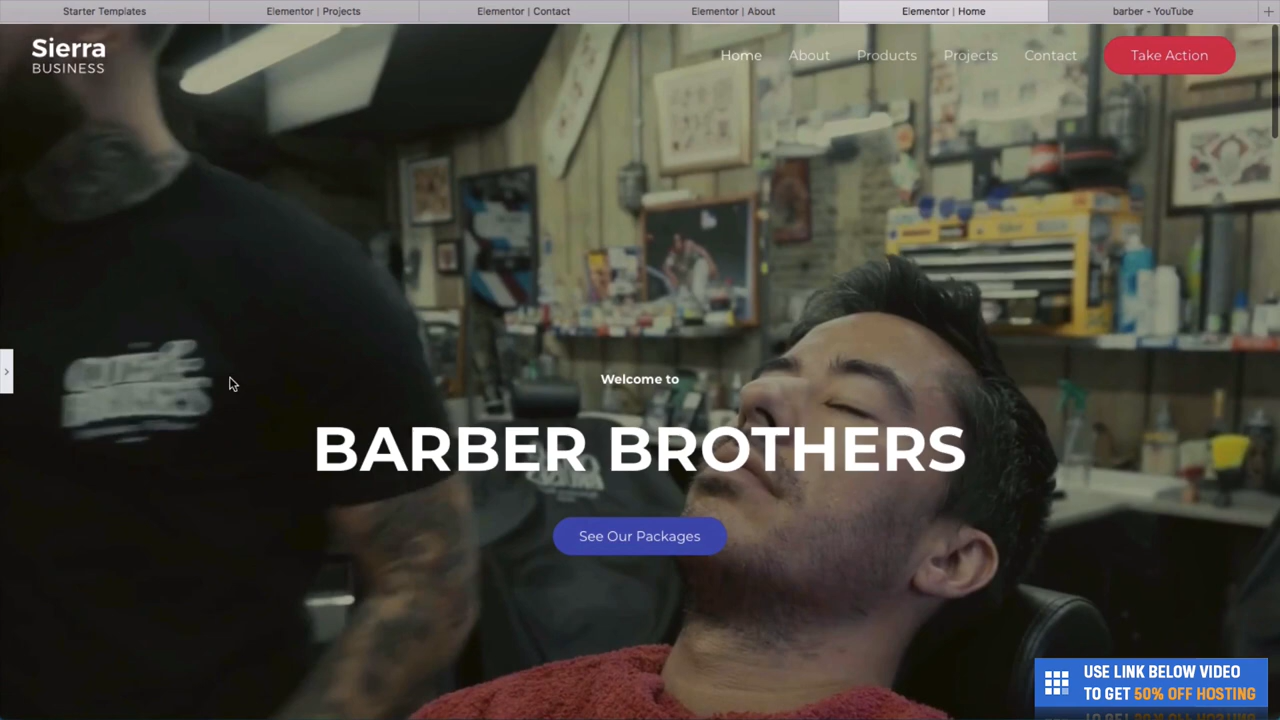 Starter Templates
Elementor | Projects
Elementor | Contact
Elementor | About
Elementor | Home
barber - YouTube
Sierra
BUSINESS
Home
About
Products
Projects
Contact
Take Action
Welcome to
BARBER BROTHERS
See Our Packages
USE LINK BELOW VIDEO
TO GET 50% OFF HOSTING